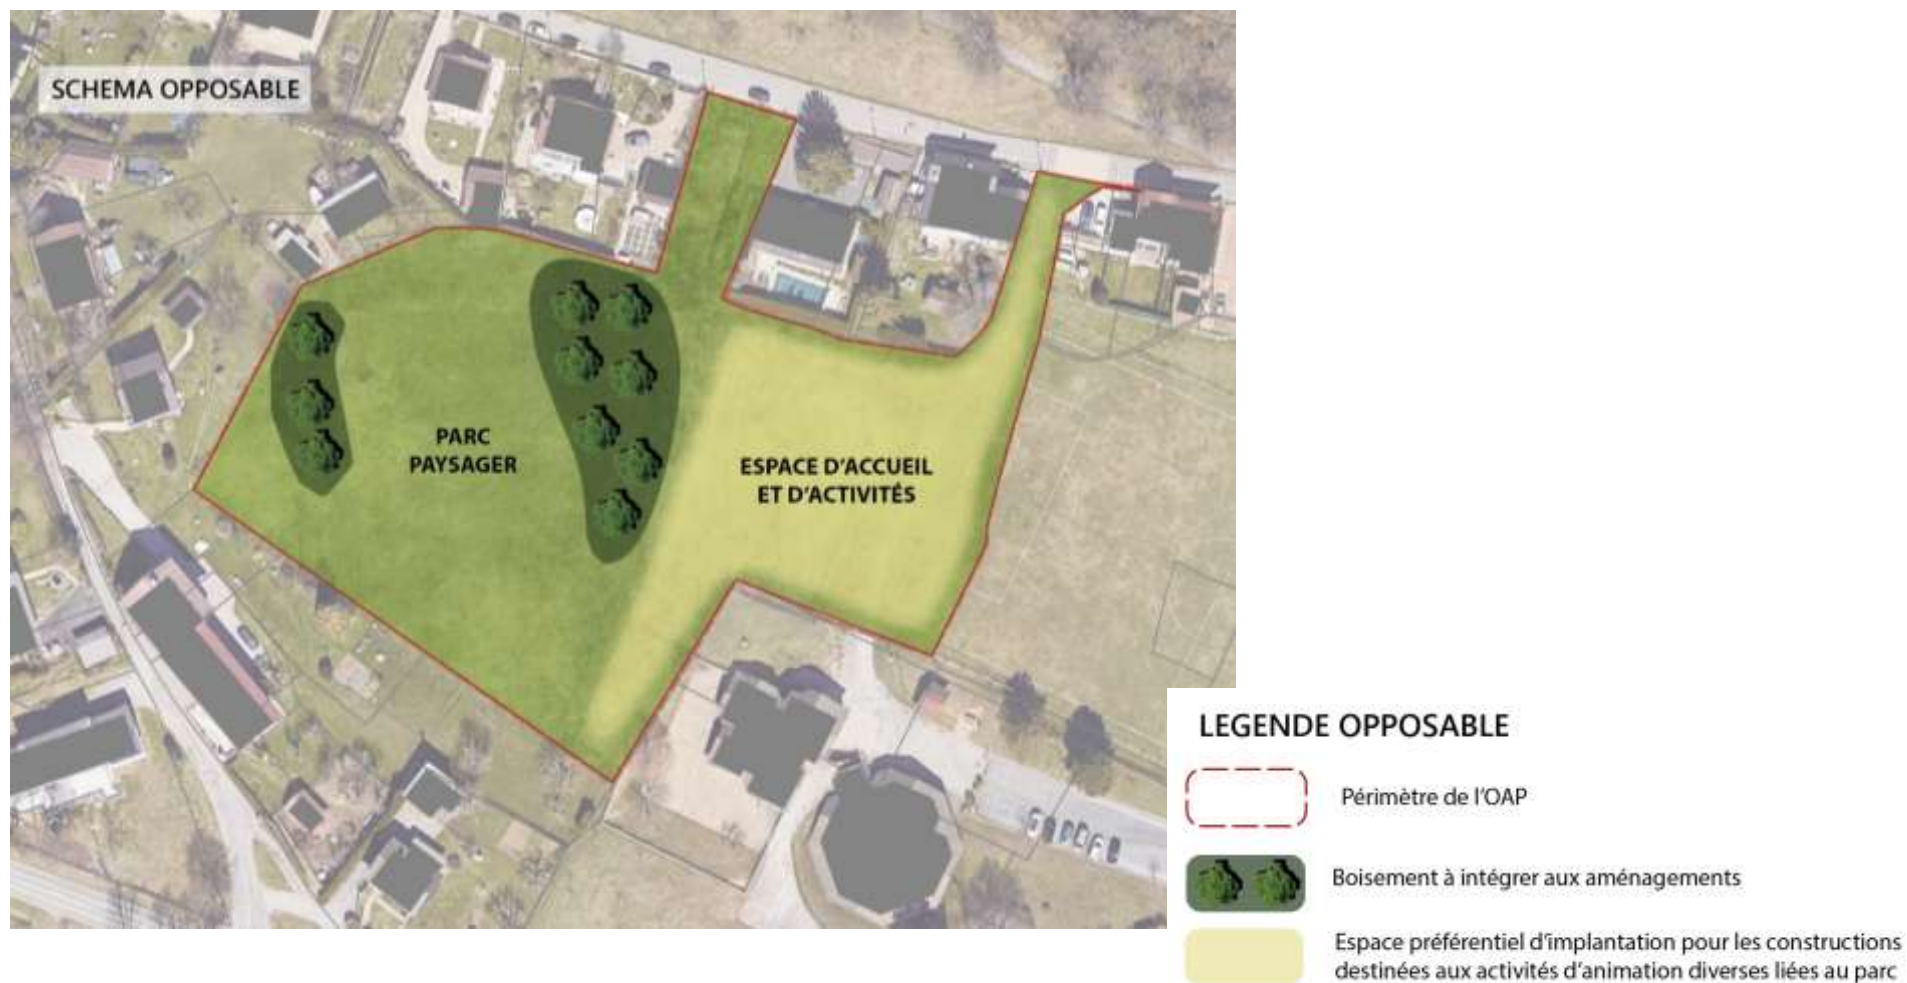 SCHEMA OPPOSABLE
PARC
PAYSAGER
ESPACE D'ACCUEIL
ET D'ACTIVITÉS
LEGENDE OPPOSABLE
Périmètre de l'OAP
Boisement à intégrer aux aménagements
Espace préférentiel d'implantation pour les constructions
destinées aux activités d'animation diverses liées au parc